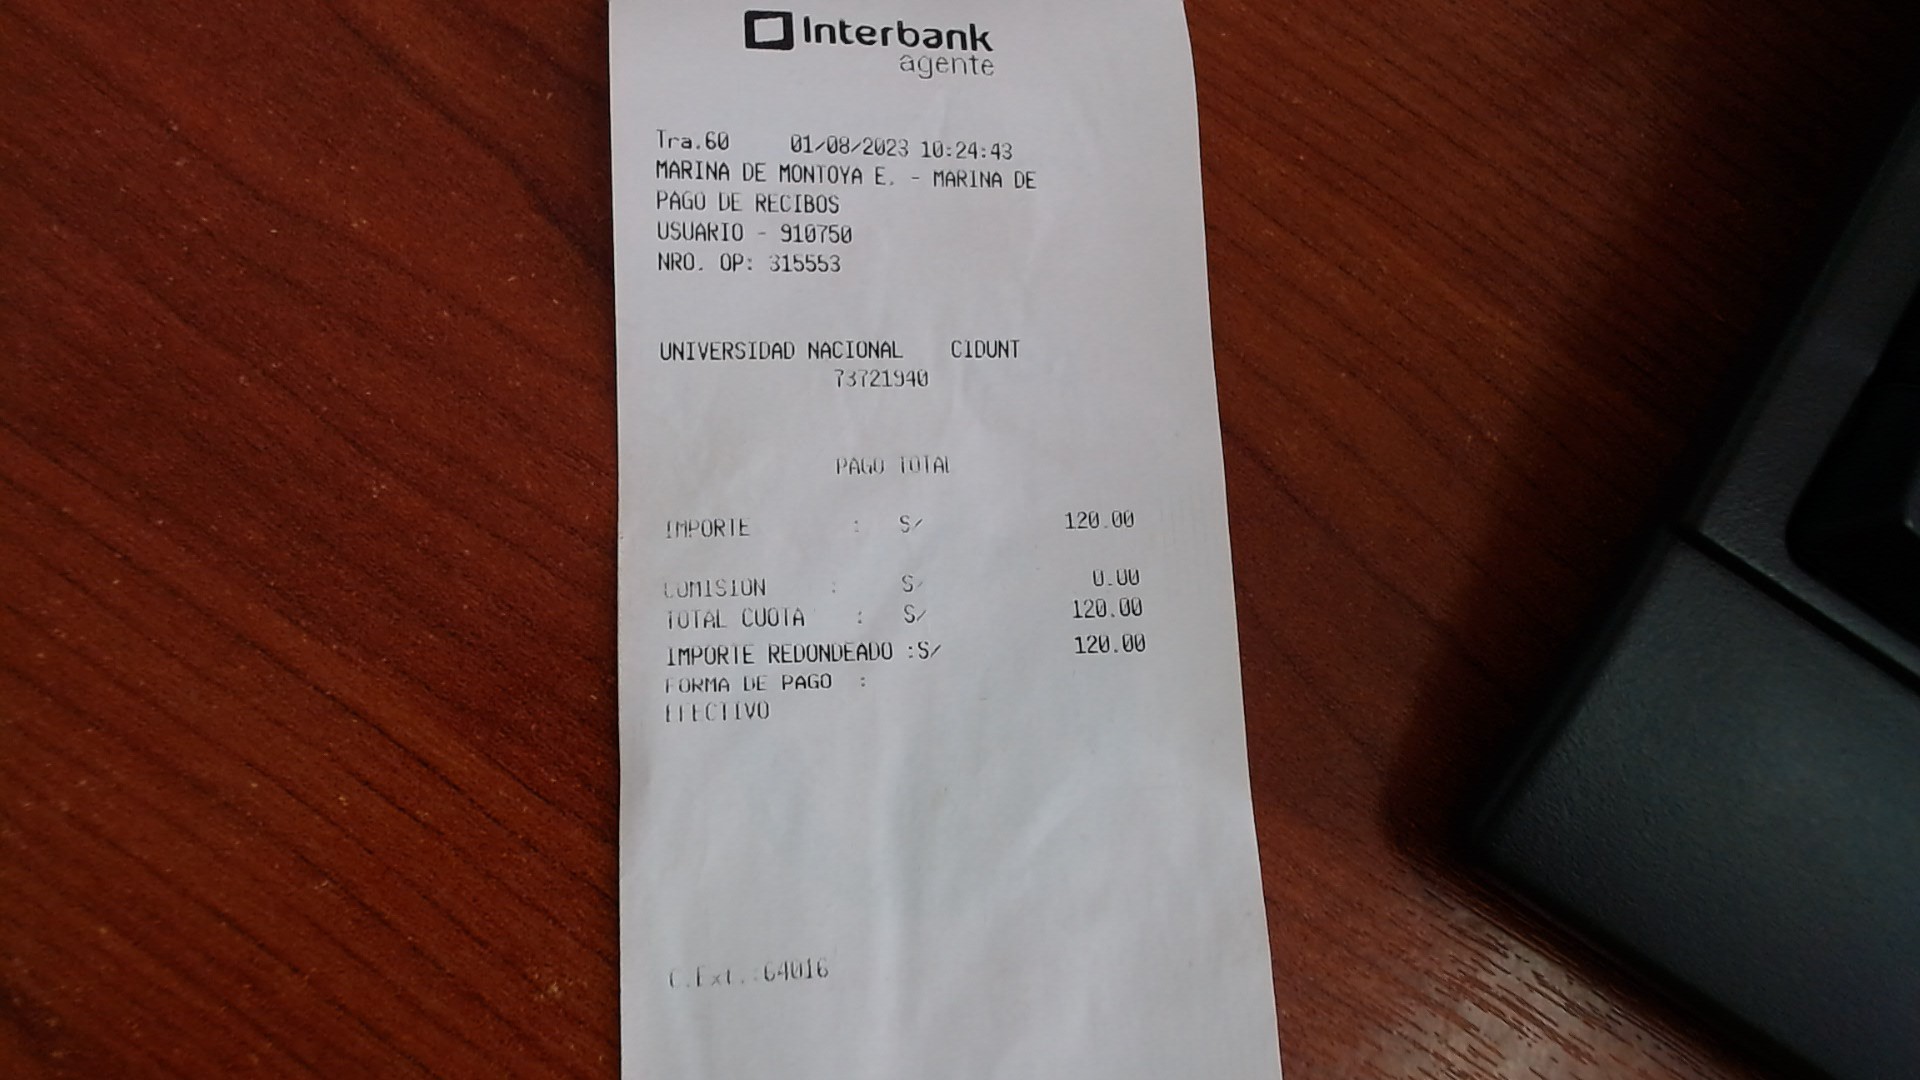 Interbank
agente
Tra.60 01/08/2023 10:24:43
MARINA DE MONTOYA E. - MARINA DE
PAGO DE RECIBOS
USUARIO - 910750
NRO. OP: 315553
UNIVERSIDAD NACIONAL CIDUNT
73721940
PAGO TOTAL
IMPORTE : S/ 120.00
COMISION : S/ 0.00
TOTAL CUOTA : S/ 120.00
IMPORTE REDONDEADO :S/ 120.00
FORMA DE PAGO :
EFECTIVO
C.Ext.:64016